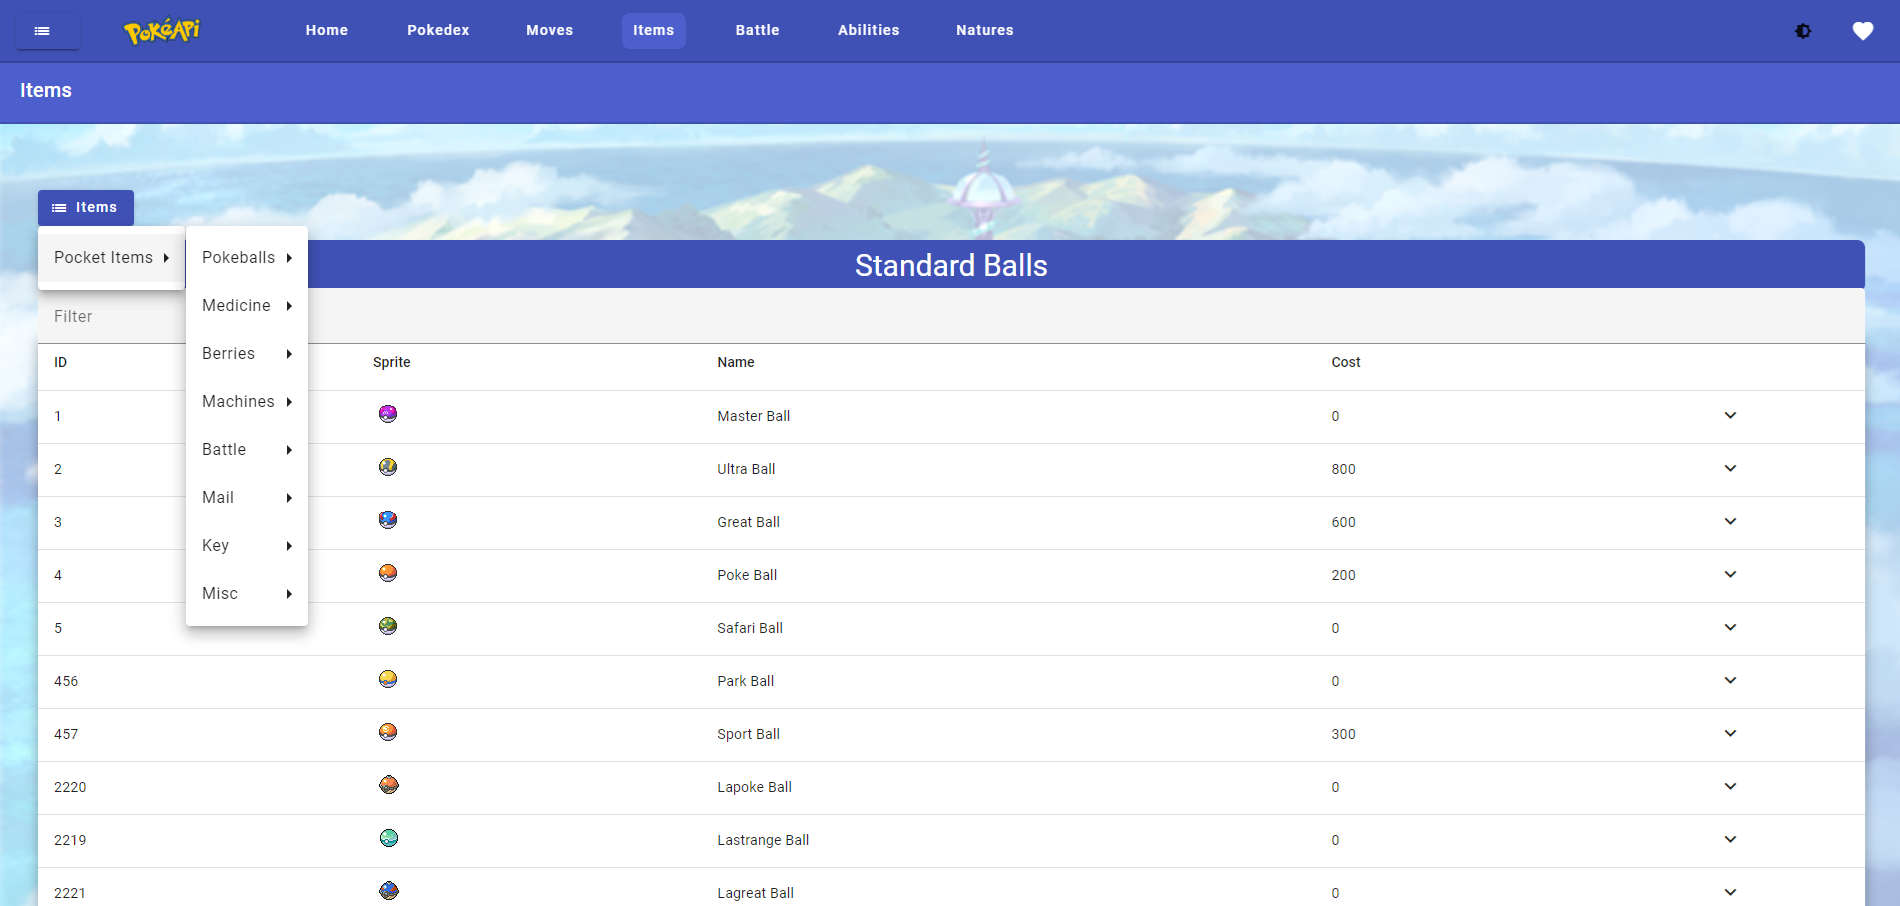 PokéApi Home Pokedex Moves Items Battle Abilities Natures
Items
Items
Pocket Items
Pokeballs
Medicine
Berries
Machines
Battle
Mail
Key
Misc
Standard Balls
Filter
ID Sprite Name Cost
1 Master Ball 0
2 Ultra Ball 800
3 Great Ball 600
4 Poke Ball 200
5 Safari Ball 0
456 Park Ball 0
457 Sport Ball 300
2220 Lapoke Ball 0
2219 Lastrange Ball 0
2221 Lagreat Ball 0